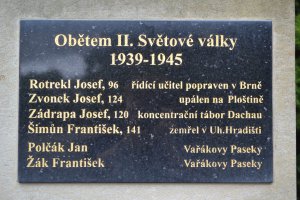 Obětem II. Světové války
1939-1945
Rotrekl Josef, 96 řídící učitel popraven v Brně
Zvonek Josef, 124 upálen na Ploštině
Zádrapa Josef, 120 koncentrační tábor Dachau
Šimůn František, 141 zemřel v Uh.Hradišti
Polčák Jan Vařákovy Paseky
Žák František Vařákovy Paseky